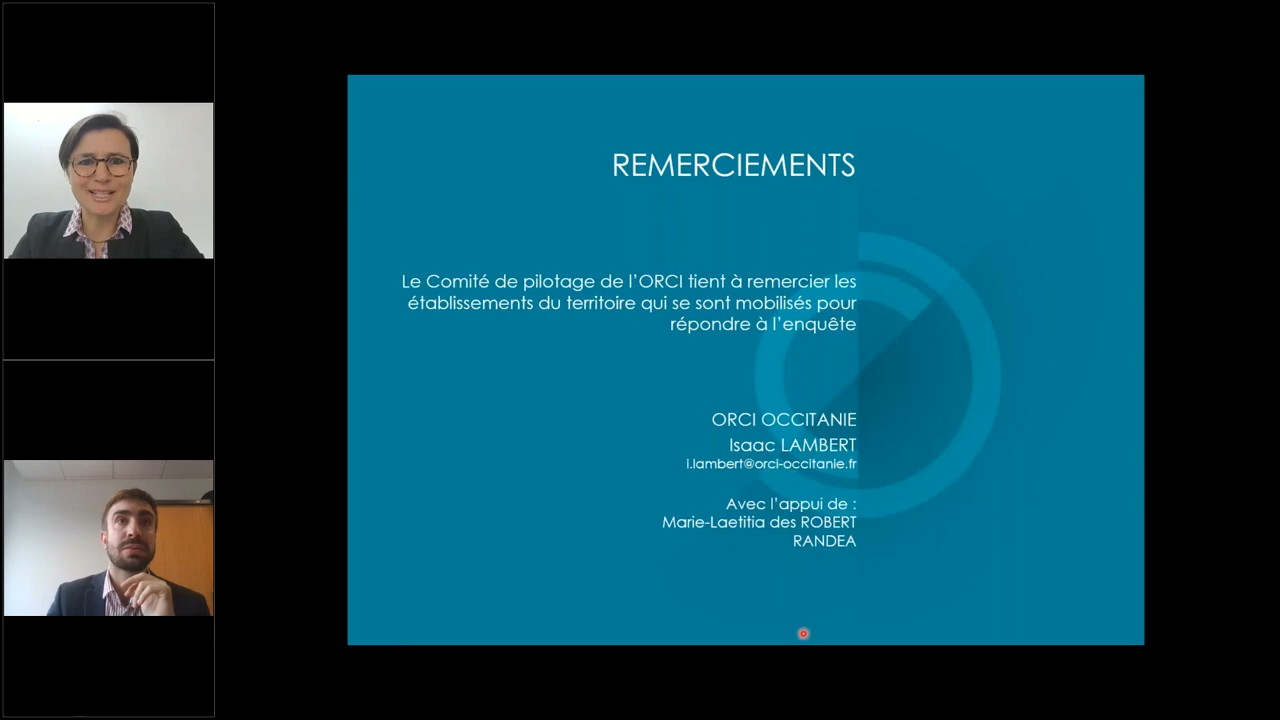 REMERCIEMENTS
Le Comité de pilotage de l'ORCI tient à remercier les
établissements du territoire qui se sont mobilisés pour
répondre à l'enquête
ORCI OCCITANIE
Isaac LAMBERT
i.lambert@orci-occitanie.fr
Avec l'appui de :
Marie-Laetitia des ROBERT
RANDEA